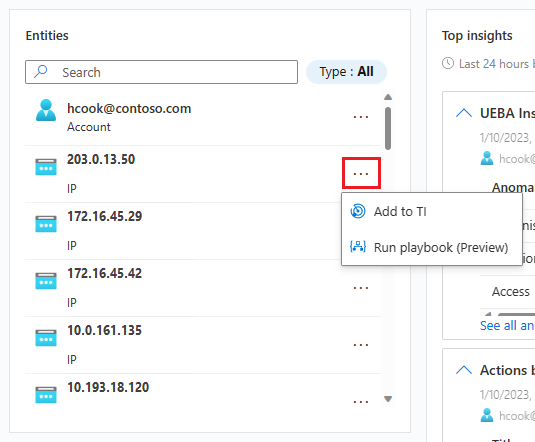 Entities
Search
Type : All
hcook@contoso.com
Account
...
203.0.13.50
IP
...
172.16.45.29
IP
...
172.16.45.42
IP
...
10.0.161.135
IP
...
10.193.18.120
...
Add to TI
Run playbook (Preview)
Top insights
Last 24 hours b
UEBA Ins
1/10/2023,
hcook@
Anoma
Access
See all an
Actions b
1/10/2023,
hcook@